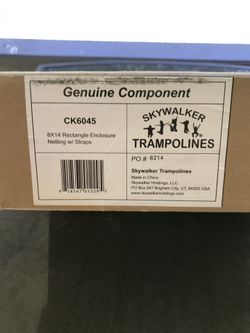 Genuine Component
CK6045
8X14 Rectangle Enclosure
Netting w/ Straps
SKYWALKER
TRAMPOLINES
PO # 6214
Skywalker Trampolines
Made in China
Skywalker Holdings, LLC
PO Box 947 Brigham City, UT, 84302 USA
www.skywalkerholdings.com